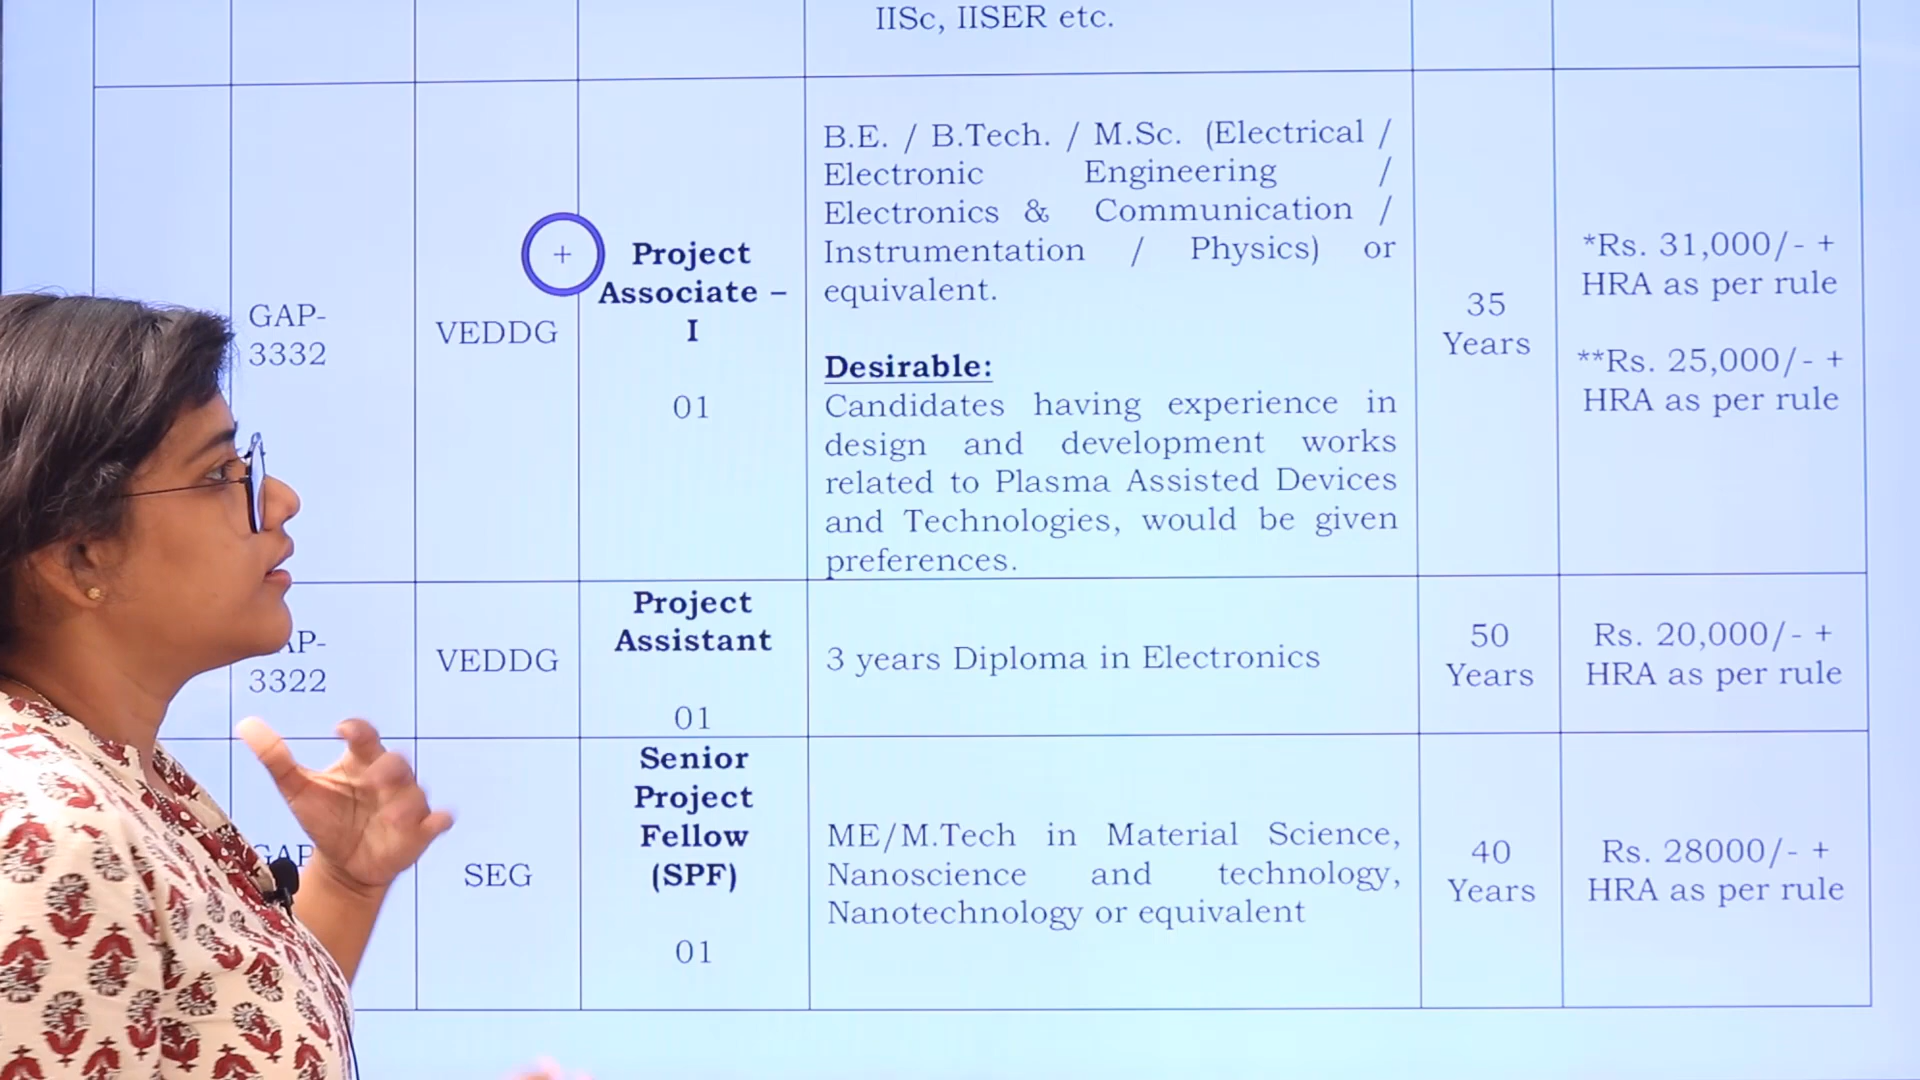 IISc, IISER etc.
GAP-
3332
VEDDG
Project
Associate –
I
01
B.E. / B.Tech. / M.Sc. (Electrical /
Electronic Engineering /
Electronics & Communication /
Instrumentation / Physics) or
equivalent.
Desirable:
Candidates having experience in
design and development works
related to Plasma Assisted Devices
and Technologies, would be given
preferences.
35
Years
*Rs. 31,000/- +
HRA as per rule
**Rs. 25,000/- +
HRA as per rule
AP-
3322
VEDDG
Project
Assistant
01
3 years Diploma in Electronics
50
Years
Rs. 20,000/- +
HRA as per rule
GAP
SEG
Senior
Project
Fellow
(SPF)
01
ME/M.Tech in Material Science,
Nanoscience and technology,
Nanotechnology or equivalent
40
Years
Rs. 28000/- +
HRA as per rule